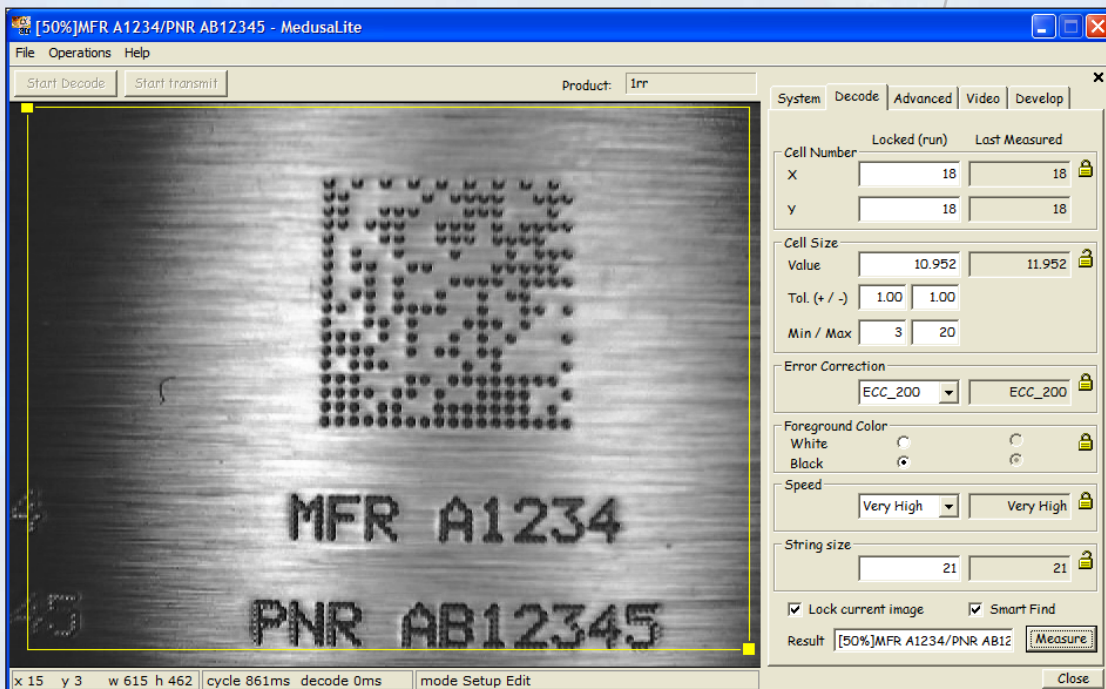 [50%]MFR A1234/PNR AB12345 - MedusaLite
File Operations Help
Start Decode Start transmit Product: 1rr
System Decode Advanced Video Develop
Locked (run) Last Measured
Cell Number
X 18 18
Y 18 18
Cell Size
Value 10.952 11.952
Tol. (+ / -) 1.00 1.00
Min / Max 3 20
Error Correction
ECC_200 ECC_200
Foreground Color
White
Black
Speed
Very High Very High
String size
21 21
Lock current image Smart Find
Result [50%]MFR A1234/PNR AB12 Measure
Close
4
MFR A1234
45
PNR AB12345
x 15 y 3 w 615 h 462 cycle 861ms decode 0ms mode Setup Edit